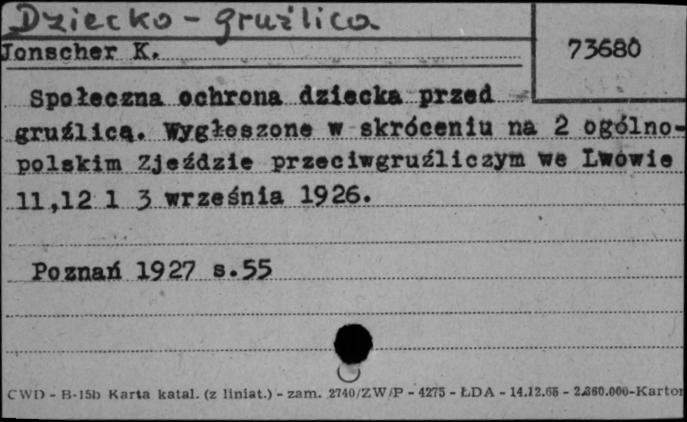 Dziecko - gruźlica
Jonscher K.
73680
Społeczna ochrona dziecka przed
gruźlicą. Wygłoszone w skróceniu na 2 ogólno-
polskim Zjeździe przeciwgruźliczym we Lwowie
11,12 1 3 września 1926.
Poznań 1927 s.55
CWD - B-15b Karta katal. (z liniat.) - zam. 2740/ZW/P - 4275 - ŁDA - 14.12.65 - 2.860.000-Karton